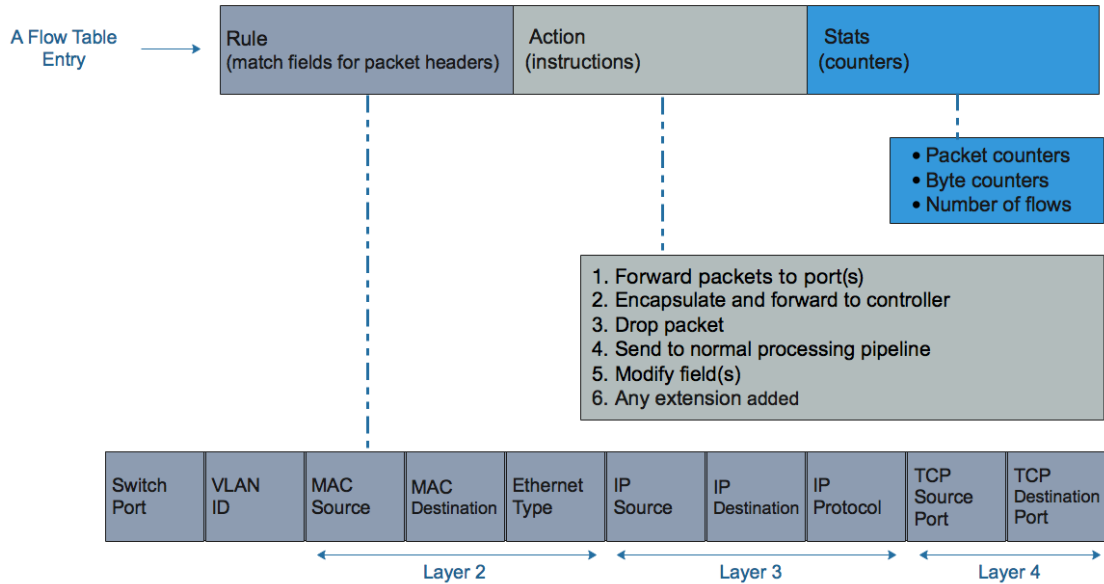 A Flow Table
Entry
Rule
(match fields for packet headers)
Action
(instructions)
Stats
(counters)
• Packet counters
• Byte counters
• Number of flows
1. Forward packets to port(s)
2. Encapsulate and forward to controller
3. Drop packet
4. Send to normal processing pipeline
5. Modify field(s)
6. Any extension added
Switch
Port
VLAN
ID
MAC
Source
MAC
Destination
Ethernet
Type
IP
Source
IP
Destination
IP
Protocol
TCP
Source
Port
TCP
Destination
Port
Layer 2
Layer 3
Layer 4